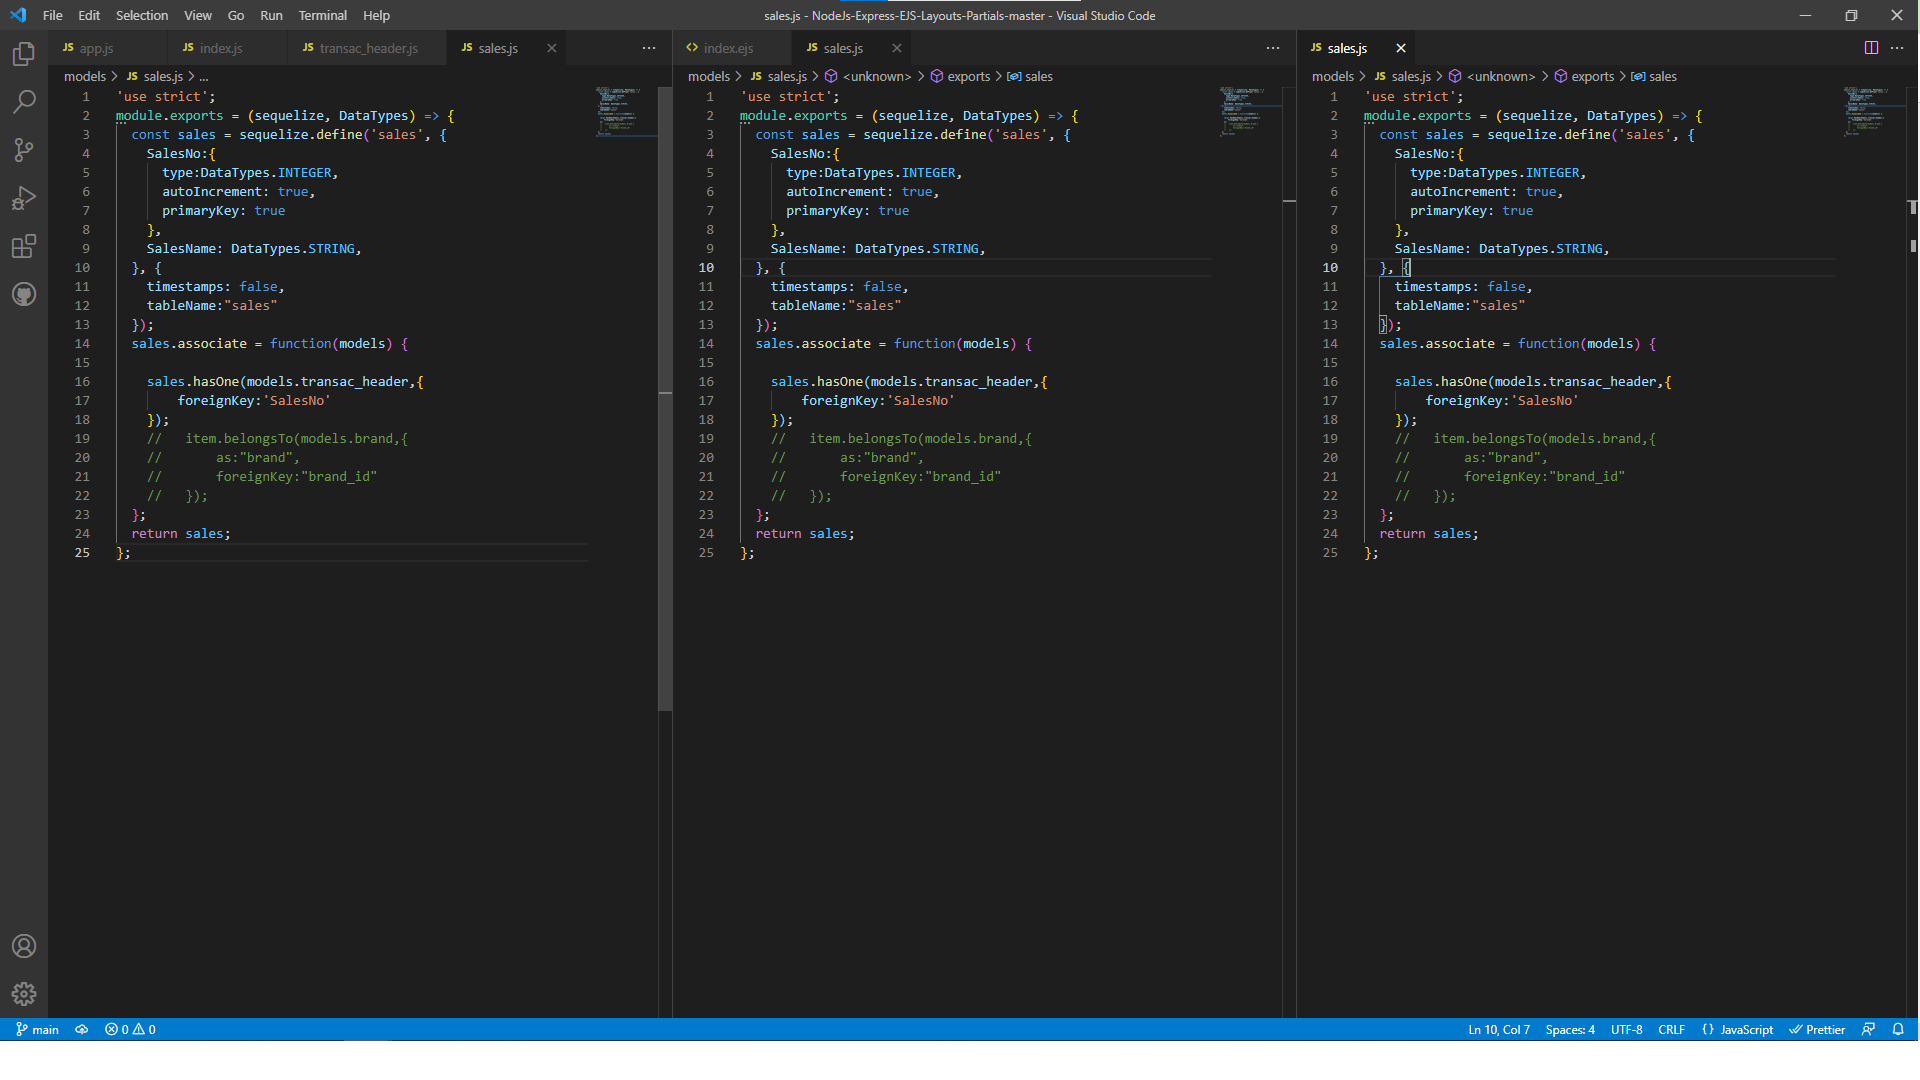 File Edit Selection View Go Run Terminal Help
sales.js - NodeJs-Express-EJS-Layouts-Partials-master - Visual Studio Code
JS app.js JS index.js JS transac_header.js JS sales.js
models > JS sales.js > ...
1 'use strict';
2 module.exports = (sequelize, DataTypes) => {
3 const sales = sequelize.define('sales', {
4 SalesNo:{
5 type:DataTypes.INTEGER,
6 autoIncrement: true,
7 primaryKey: true
8 },
9 SalesName: DataTypes.STRING,
10 }, {
11 timestamps: false,
12 tableName:"sales"
13 });
14 sales.associate = function(models) {
15
16 sales.hasOne(models.transac_header,{
17 foreignKey:'SalesNo'
18 });
19 // item.belongsTo(models.brand,{
20 // as:"brand",
21 // foreignKey:"brand_id"
22 // });
23 };
24 return sales;
25 };
<> index.ejs JS sales.js
models > JS sales.js > <unknown> > exports > sales
1 'use strict';
2 module.exports = (sequelize, DataTypes) => {
3 const sales = sequelize.define('sales', {
4 SalesNo:{
5 type:DataTypes.INTEGER,
6 autoIncrement: true,
7 primaryKey: true
8 },
9 SalesName: DataTypes.STRING,
10 }, {
11 timestamps: false,
12 tableName:"sales"
13 });
14 sales.associate = function(models) {
15
16 sales.hasOne(models.transac_header,{
17 foreignKey:'SalesNo'
18 });
19 // item.belongsTo(models.brand,{
20 // as:"brand",
21 // foreignKey:"brand_id"
22 // });
23 };
24 return sales;
25 };
JS sales.js
models > JS sales.js > <unknown> > exports > sales
1 'use strict';
2 module.exports = (sequelize, DataTypes) => {
3 const sales = sequelize.define('sales', {
4 SalesNo:{
5 type:DataTypes.INTEGER,
6 autoIncrement: true,
7 primaryKey: true
8 },
9 SalesName: DataTypes.STRING,
10 }, {
11 timestamps: false,
12 tableName:"sales"
13 });
14 sales.associate = function(models) {
15
16 sales.hasOne(models.transac_header,{
17 foreignKey:'SalesNo'
18 });
19 // item.belongsTo(models.brand,{
20 // as:"brand",
21 // foreignKey:"brand_id"
22 // });
23 };
24 return sales;
25 };
main 0 0 Ln 10, Col 7 Spaces: 4 UTF-8 CRLF {} JavaScript Prettier